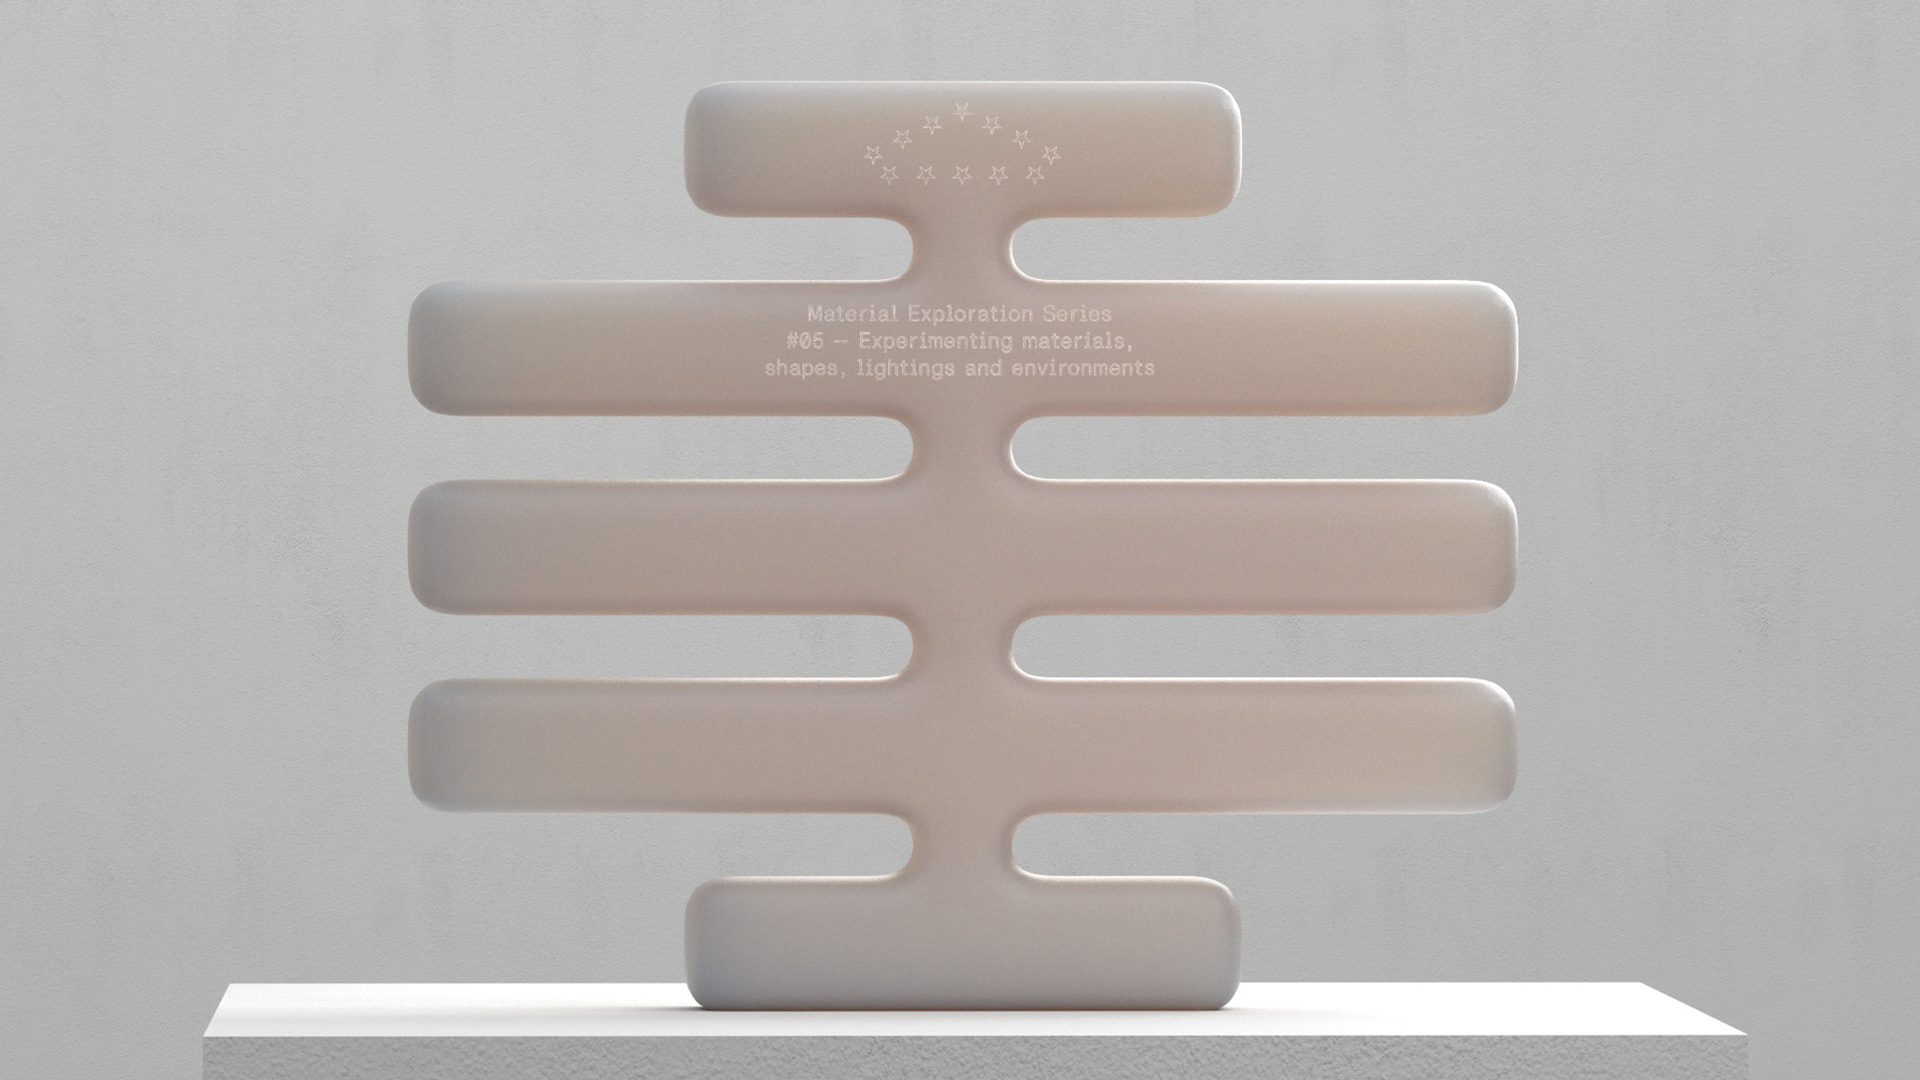 Material Exploration Series
#05 — Experimenting materials,
shapes, lightings and environments